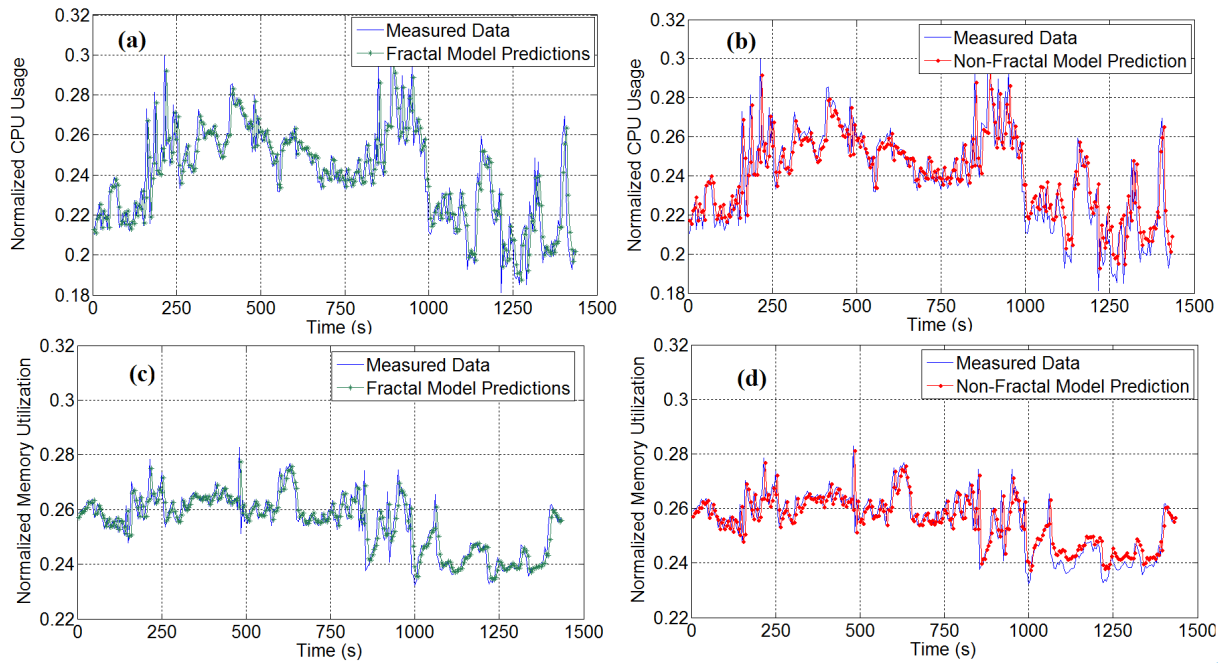 (a)
Measured Data
Fractal Model Predictions
Normalized CPU Usage
0.32
0.3
0.28
0.26
0.24
0.22
0.2
0.18
0
250
500
750
1000
1250
1500
Time (s)
(b)
Measured Data
Non-Fractal Model Prediction
Normalized CPU Usage
0.32
0.3
0.28
0.26
0.24
0.22
0.2
0.18
0
250
500
750
1000
1250
1500
Time (s)
(c)
Measured Data
Fractal Model Predictions
Normalized Memory Utilization
0.32
0.3
0.28
0.26
0.24
0.22
0
250
500
750
1000
1250
1500
Time (s)
(d)
Measured Data
Non-Fractal Model Prediction
Normalized Memory Utilization
0.32
0.3
0.28
0.26
0.24
0.22
0
250
500
750
1000
1250
1500
Time (s)